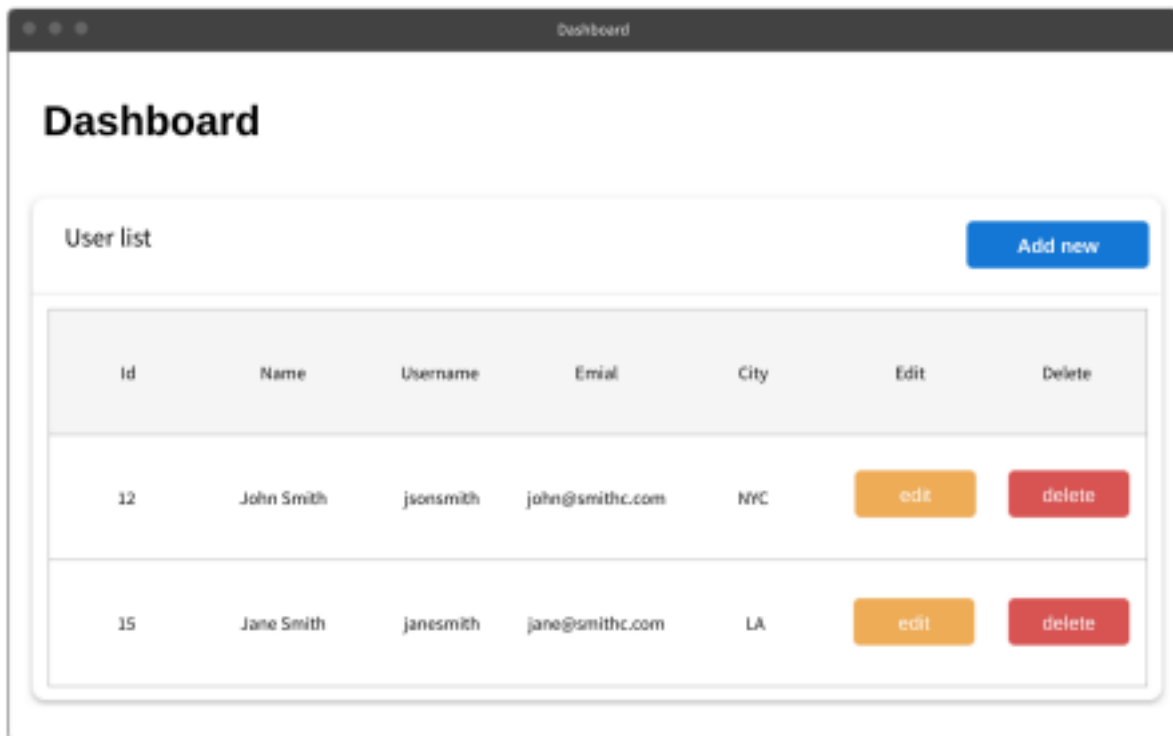 Dashboard
Dashboard
User list
Add new
Id Name Username Emial City Edit Delete
12 John Smith jsonsmith john@smithc.com NYC edit delete
15 Jane Smith janesmith jane@smithc.com LA edit delete